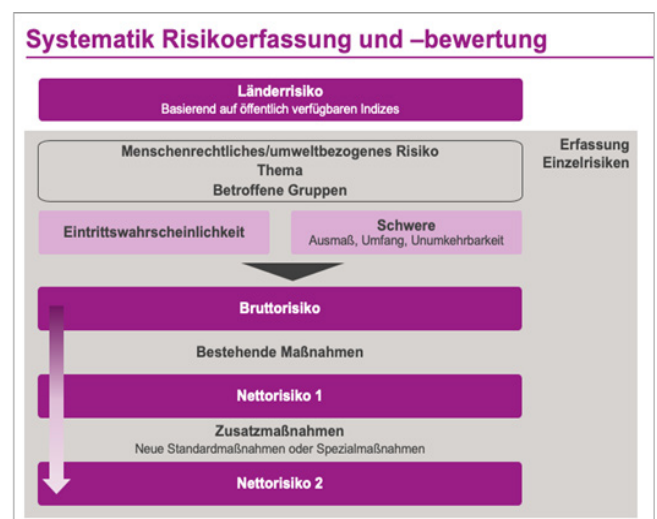 Systematik Risikoerfassung und –bewertung
Länderrisiko
Basierend auf öffentlich verfügbaren Indizes
Erfassung
Einzelrisiken
Menschenrechtliches/umweltbezogenes Risiko
Thema
Betroffene Gruppen
Eintrittswahrscheinlichkeit
Schwere
Ausmaß, Umfang, Unumkehrbarkeit
Bruttorisiko
Bestehende Maßnahmen
Nettorisiko 1
Zusatzmaßnahmen
Neue Standardmaßnahmen oder Spezialmaßnahmen
Nettorisiko 2